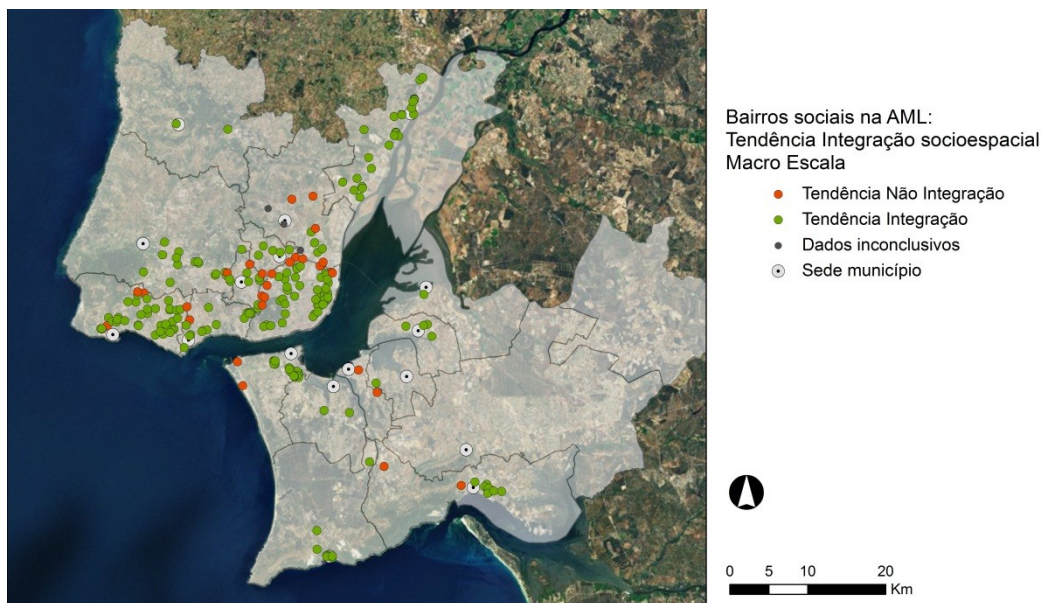 Bairros sociais na AML:
Tendência Integração socioespacial
Macro Escala
Tendência Não Integração
Tendência Integração
Dados inconclusivos
Sede município
0 5 10 20
Km